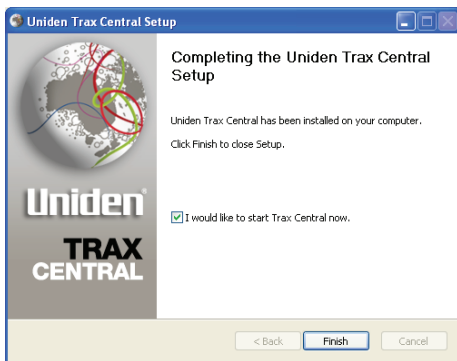 Uniden Trax Central Setup
Completing the Uniden Trax Central
Setup
Uniden Trax Central has been installed on your computer.
Click Finish to close Setup.
Uniden
I would like to start Trax Central now.
TRAX
CENTRAL
< Back
Finish
Cancel